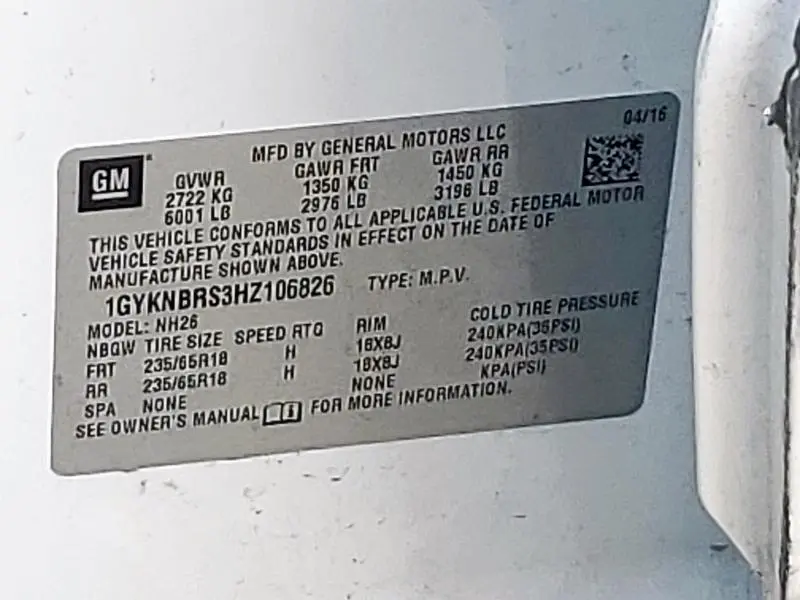 04/16
GM
MFD BY GENERAL MOTORS LLC
GVWR GAWR FRT GAWR RR
2722 KG 1350 KG 1450 KG
6001 LB 2976 LB 3196 LB
THIS VEHICLE CONFORMS TO ALL APPLICABLE U.S. FEDERAL MOTOR
VEHICLE SAFETY STANDARDS IN EFFECT ON THE DATE OF
MANUFACTURE SHOWN ABOVE.
1GYKNBRS3HZ106826 TYPE: M.P.V.
MODEL: NH26
NBGW TIRE SIZE SPEED RTG RIM COLD TIRE PRESSURE
FRT 235/65R18 H 18X8J 240KPA(35PSI)
RR 235/65R18 H 18X8J 240KPA(35PSI)
SPA NONE NONE KPA(PSI)
SEE OWNER'S MANUAL FOR MORE INFORMATION.